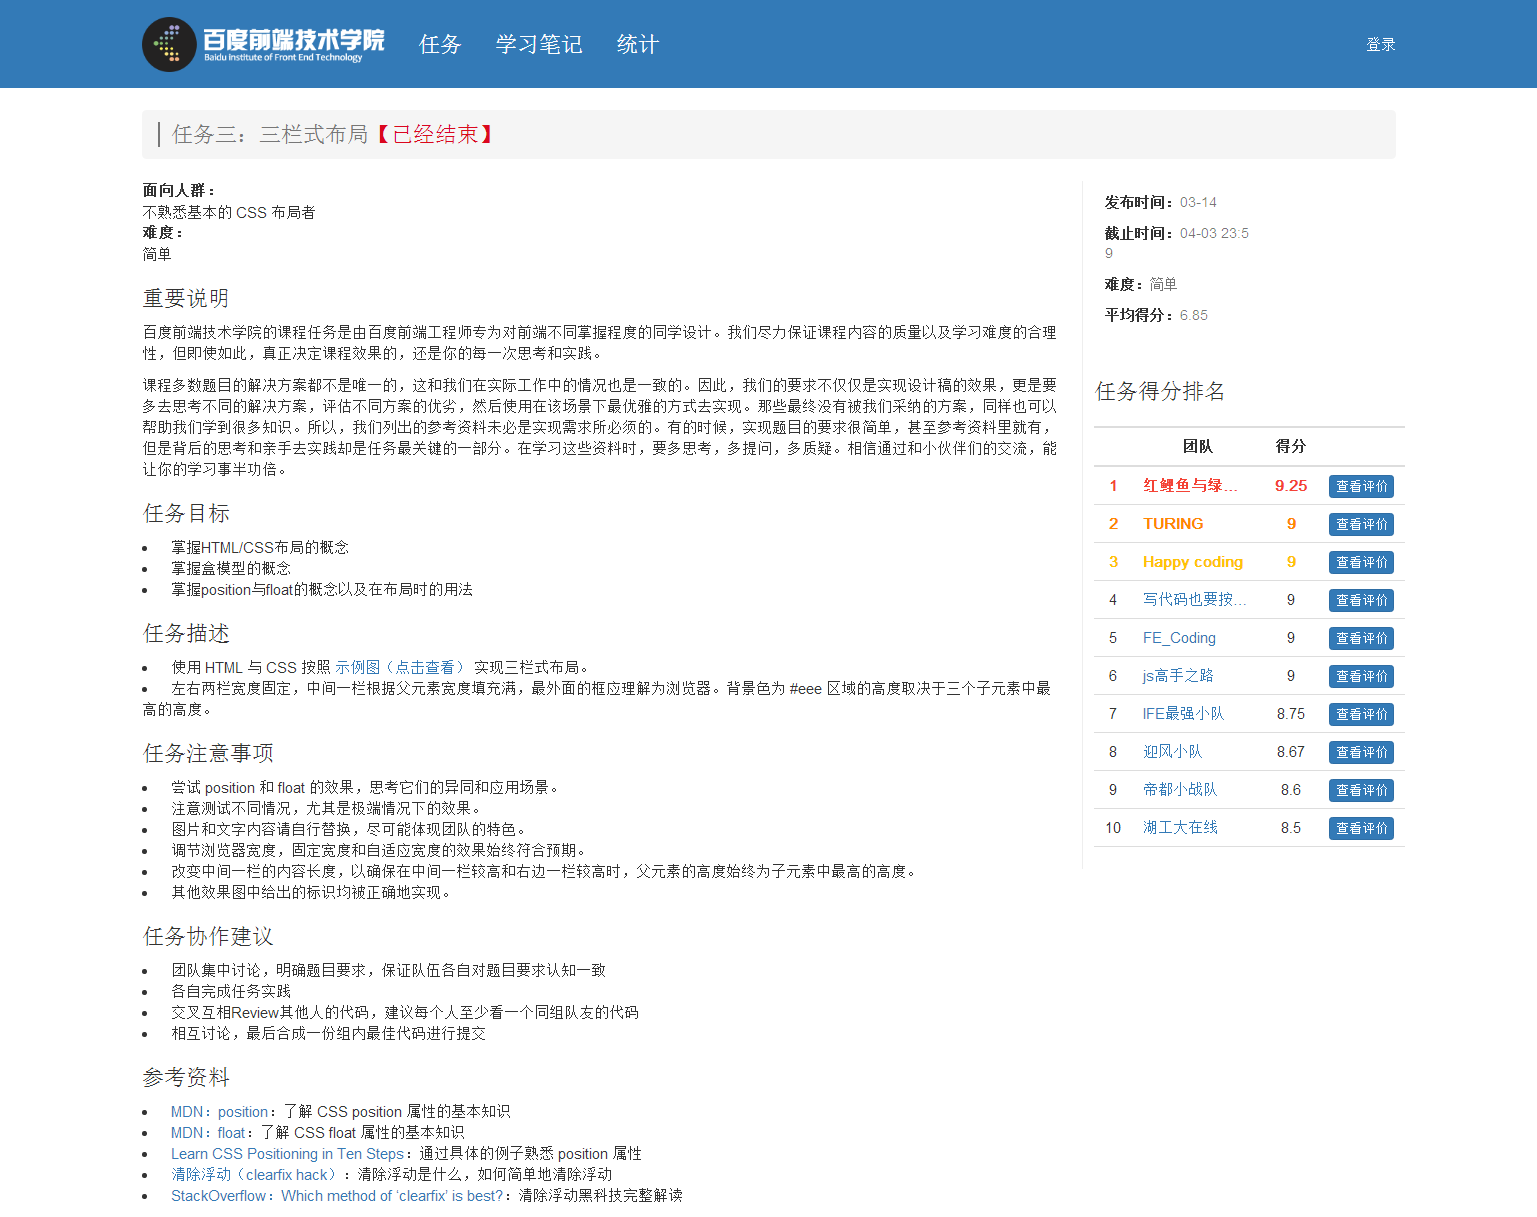 百度前端技术学院
Baidu Institute of Front End Technology
任务
学习笔记
统计
登录
任务三：三栏式布局【已经结束】
面向人群：
不熟悉基本的 CSS 布局者
难度：
简单
重要说明
百度前端技术学院的课程任务是由百度前端工程师专为对前端不同掌握程度的同学设计。我们尽力保证课程内容的质量以及学习难度的合理
性，但即使如此，真正决定课程效果的，还是你的每一次思考和实践。
课程多数题目的解决方案都不是唯一的，这和我们在实际工作中的情况也是一致的。因此，我们的要求不仅仅是实现设计稿的效果，更是要
多去思考不同的解决方案，评估不同方案的优劣，然后使用在该场景下最优雅的方式去实现。那些最终没有被我们采纳的方案，同样也可以
帮助我们学到很多知识。所以，我们列出的参考资料未必是实现需求所必须的。有的时候，实现题目的要求很简单，甚至参考资料里就有，
但是背后的思考和亲手去实践却是任务最关键的一部分。在学习这些资料时，要多思考，多提问，多质疑。相信通过和小伙伴们的交流，能
让你的学习事半功倍。
任务目标
掌握HTML/CSS布局的概念
掌握盒模型的概念
掌握position与float的概念以及在布局时的用法
任务描述
使用 HTML 与 CSS 按照 示例图（点击查看） 实现三栏式布局。
左右两栏宽度固定，中间一栏根据父元素宽度填充满，最外面的框应理解为浏览器。背景色为 #eee 区域的高度取决于三个子元素中最
高的高度。
任务注意事项
尝试 position 和 float 的效果，思考它们的异同和应用场景。
注意测试不同情况，尤其是极端情况下的效果。
图片和文字内容请自行替换，尽可能体现团队的特色。
调节浏览器宽度，固定宽度和自适应宽度的效果始终符合预期。
改变中间一栏的内容长度，以确保在中间一栏较高和右边一栏较高时，父元素的高度始终为子元素中最高的高度。
其他效果图中给出的标识均被正确地实现。
任务协作建议
团队集中讨论，明确题目要求，保证队伍各自对题目要求认知一致
各自完成任务实践
交叉互相Review其他人的代码，建议每个人至少看一个同组队友的代码
相互讨论，最后合成一份组内最佳代码进行提交
参考资料
MDN：position：了解 CSS position 属性的基本知识
MDN：float：了解 CSS float 属性的基本知识
Learn CSS Positioning in Ten Steps：通过具体的例子熟悉 position 属性
清除浮动（clearfix hack）：清除浮动是什么，如何简单地清除浮动
StackOverflow：Which method of 'clearfix' is best?：清除浮动黑科技完整解读
发布时间：03-14
截止时间：04-03 23:5
9
难度：简单
平均得分：6.85
任务得分排名
团队 得分
1 红鲤鱼与绿... 9.25 查看评价
2 TURING 9 查看评价
3 Happy coding 9 查看评价
4 写代码也要按... 9 查看评价
5 FE_Coding 9 查看评价
6 js高手之路 9 查看评价
7 IFE最强小队 8.75 查看评价
8 迎风小队 8.67 查看评价
9 帝都小战队 8.6 查看评价
10 湖工大在线 8.5 查看评价